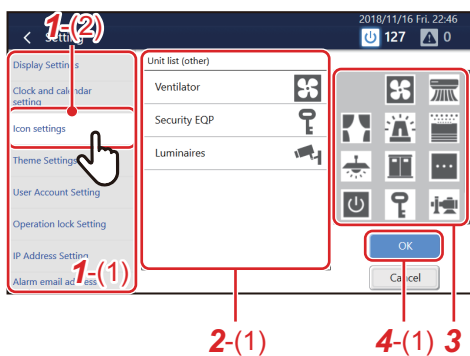 1-(2)
2018/11/16 Fri. 22:46
< Setting
127
0
Display Settings
Clock and calendar
setting
Icon settings
Theme Settings
User Account Setting
Operation lock Setting
IP Address Setting
Alarm email address
1-(1)
Unit list (other)
Ventilator
Security EQP
Luminaires
OK
Cancel
2-(1)
4-(1)
3